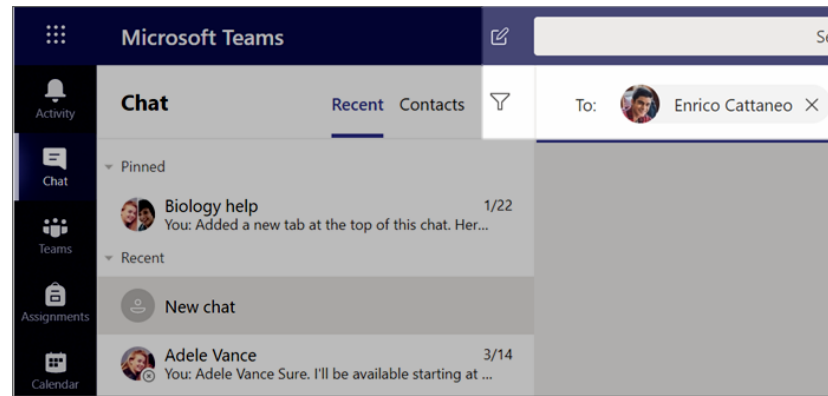 Microsoft Teams
Activity
Chat
Teams
Assignments
Calendar
Chat
Recent Contacts
Pinned
Biology help 1/22
You: Added a new tab at the top of this chat. Her...
Recent
New chat
Adele Vance 3/14
You: Adele Vance Sure. I'll be available starting at ...
To: Enrico Cattaneo